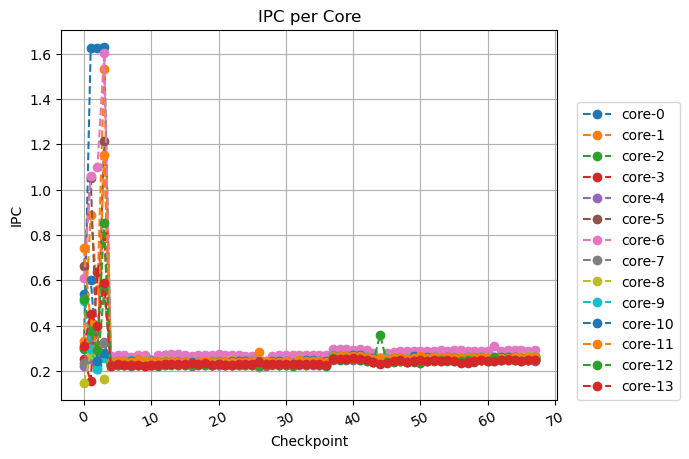 IPC per Core
1.6
1.4
1.2
1.0
0.8
0.6
0.4
0.2
IPC
0
10
20
30
40
50
60
70
Checkpoint
core-0
core-1
core-2
core-3
core-4
core-5
core-6
core-7
core-8
core-9
core-10
core-11
core-12
core-13